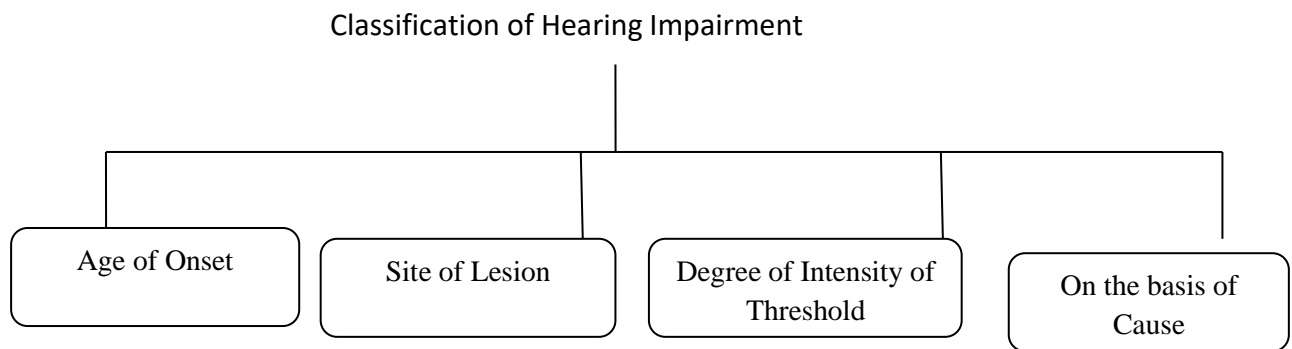 Classification of Hearing Impairment
Age of Onset
Site of Lesion
Degree of Intensity of
Threshold
On the basis of
Cause